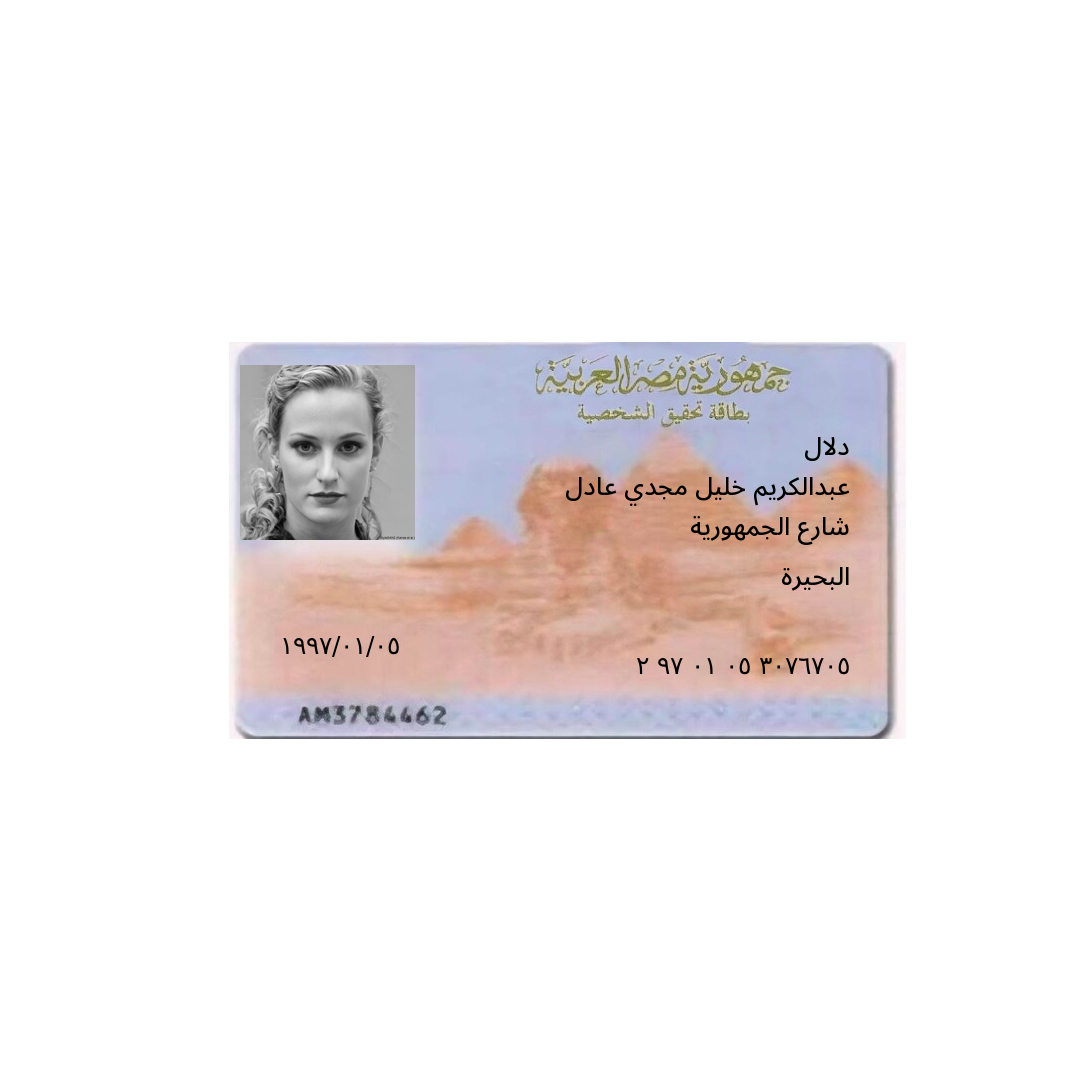 جمهورية مصر العربية
بطاقة تحقيق الشخصية
دلال
عبدالكريم خليل مجدي عادل
شارع الجمهورية
البحيرة
١٩٩٧/٠١/٠٥
٢ ٩٧ ٠١ ٠٥ ٣٠٧٦٧٠٥
AM3784462